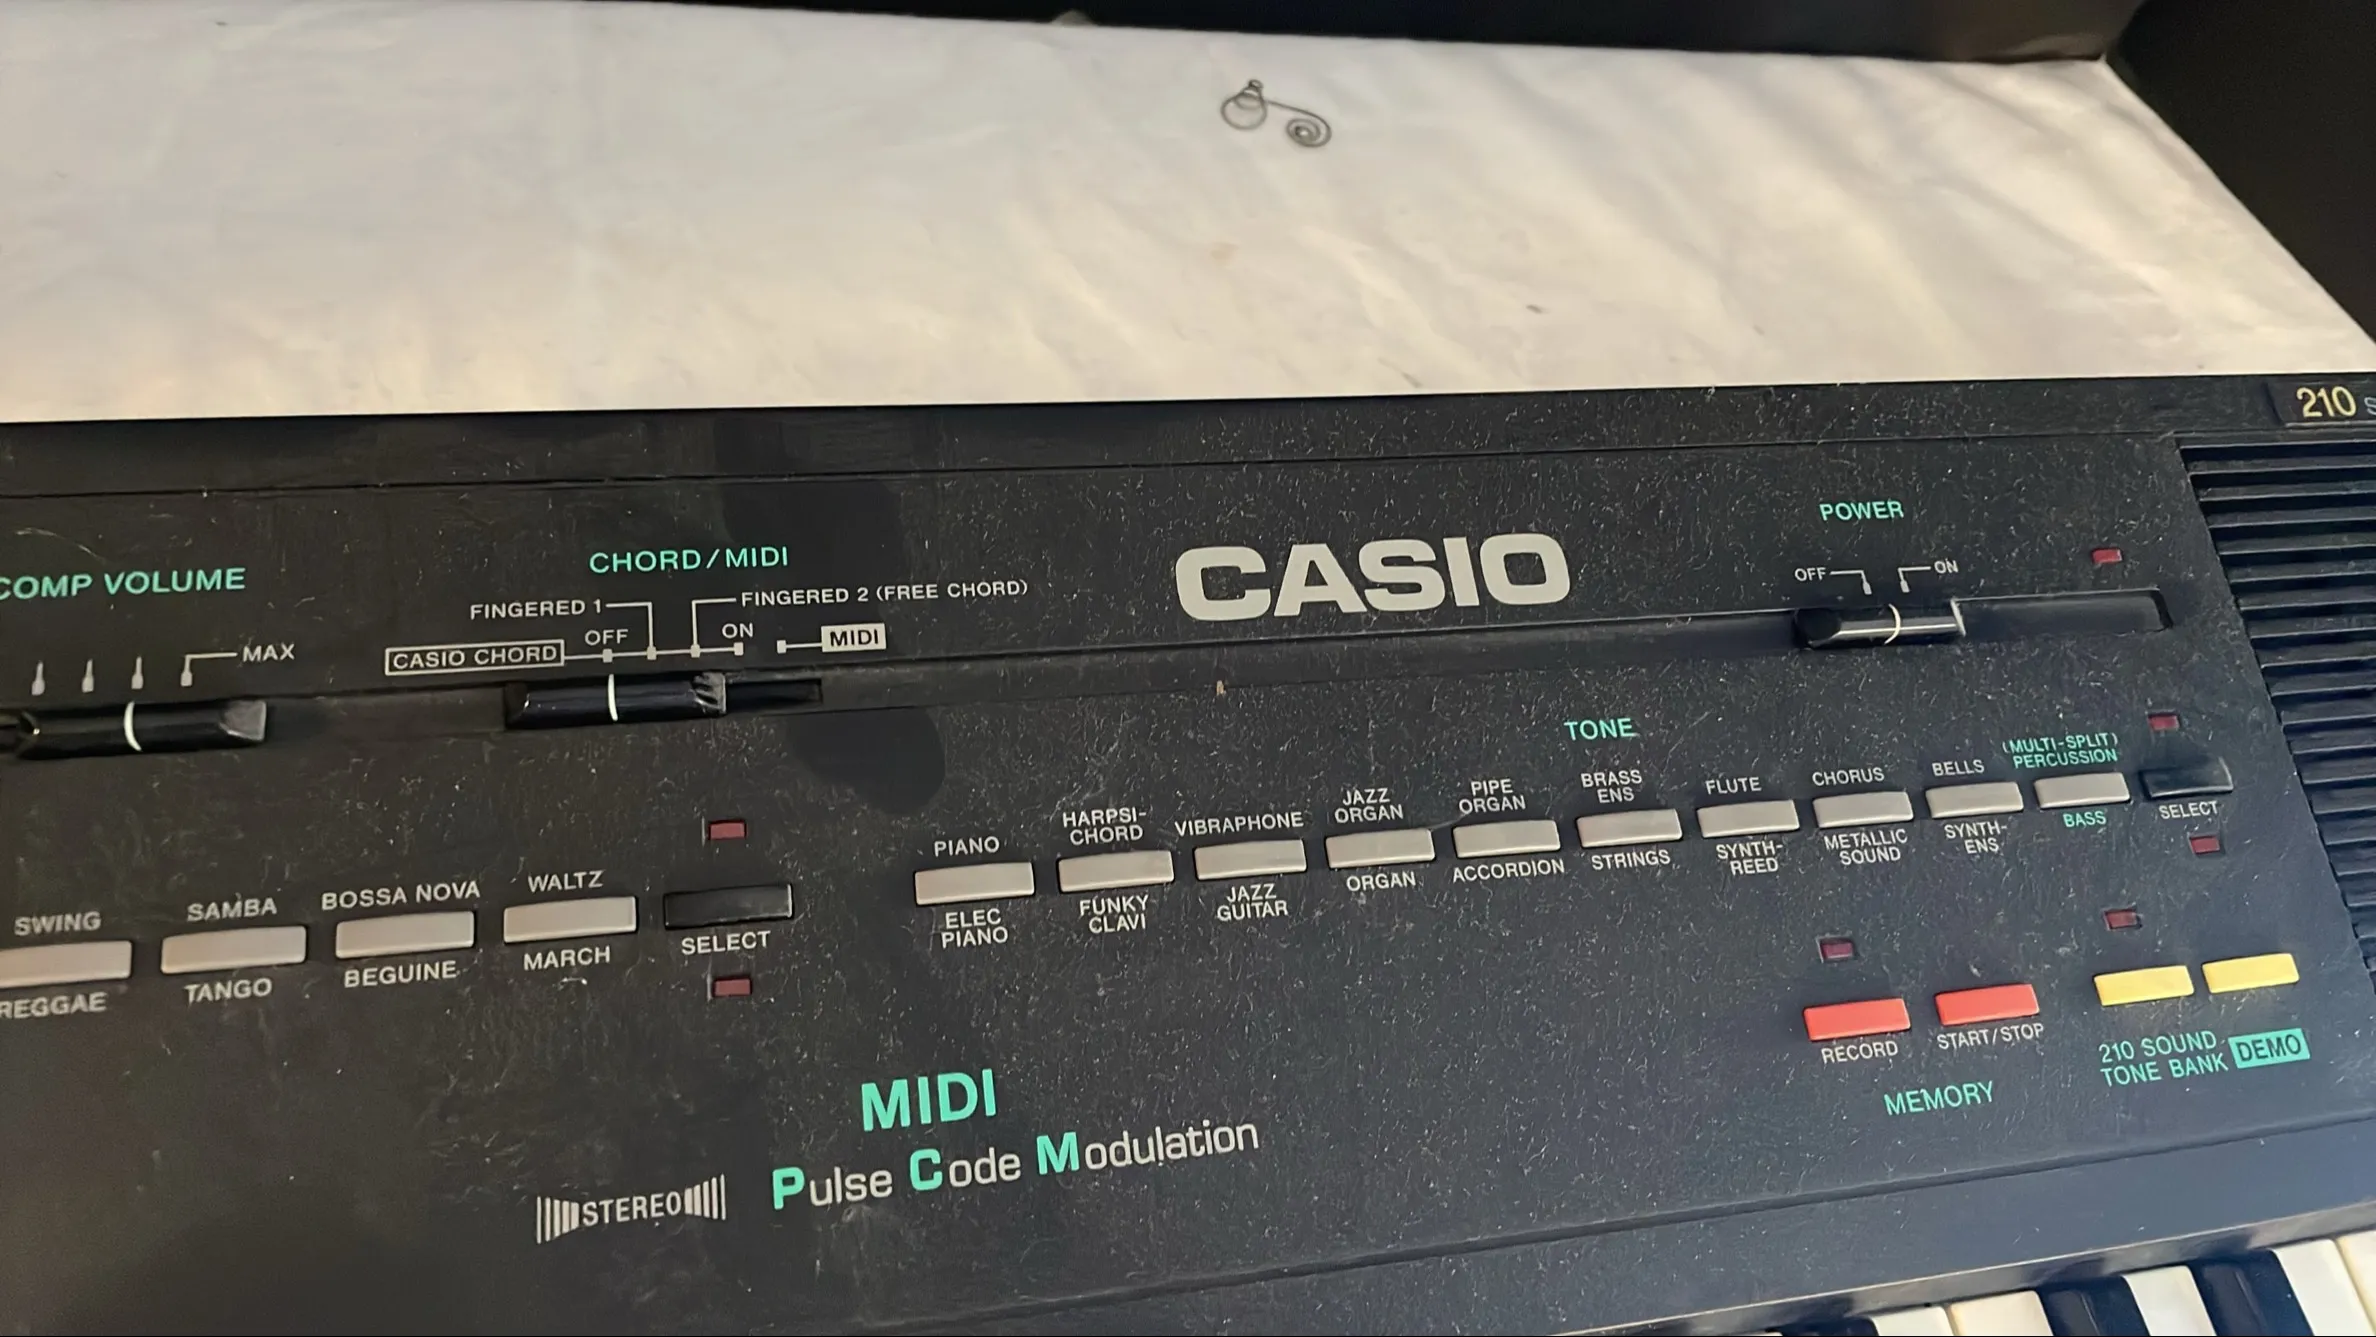 210
POWER
OFF
ON
CASIO
CHORD/MIDI
FINGERED 1
FINGERED 2 (FREE CHORD)
OFF
ON
MIDI
CASIO CHORD
COMP VOLUME
MAX
TONE
PIANO
HARPSI-
CHORD
VIBRAPHONE
JAZZ
ORGAN
PIPE
ORGAN
BRASS
ENS
FLUTE
CHORUS
BELLS
(MULTI-SPLIT)
PERCUSSION
ELEC
PIANO
FUNKY
CLAVI
JAZZ
GUITAR
ORGAN
ACCORDION
STRINGS
SYNTH-
REED
METALLIC
SOUND
SYNTH-
ENS
BASS
SELECT
SWING
SAMBA
BOSSA NOVA
WALTZ
REGGAE
TANGO
BEGUINE
MARCH
SELECT
RECORD
START/STOP
MEMORY
210 SOUND
TONE BANK DEMO
MIDI
STEREO
Pulse Code Modulation